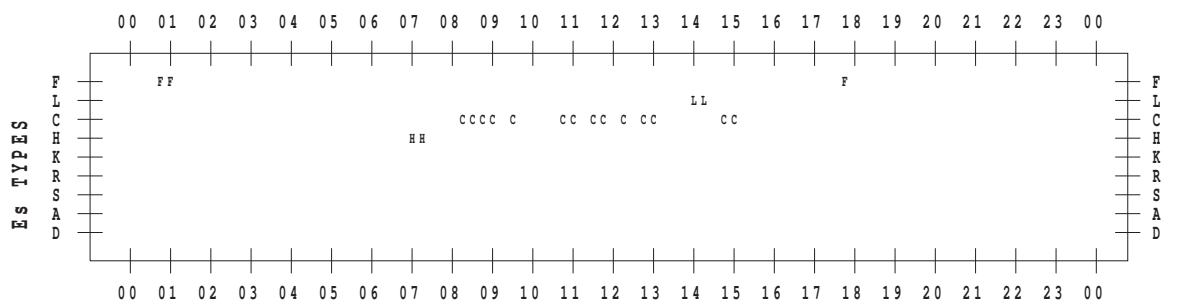 00 01 02 03 04 05 06 07 08 09 10 11 12 13 14 15 16 17 18 19 20 21 22 23 00
F FF F F
L LL L
C CCCC C CC CC C CC CC C
H HH H
K K
R R
S S
A A
D D
Es TYPES
00 01 02 03 04 05 06 07 08 09 10 11 12 13 14 15 16 17 18 19 20 21 22 23 00